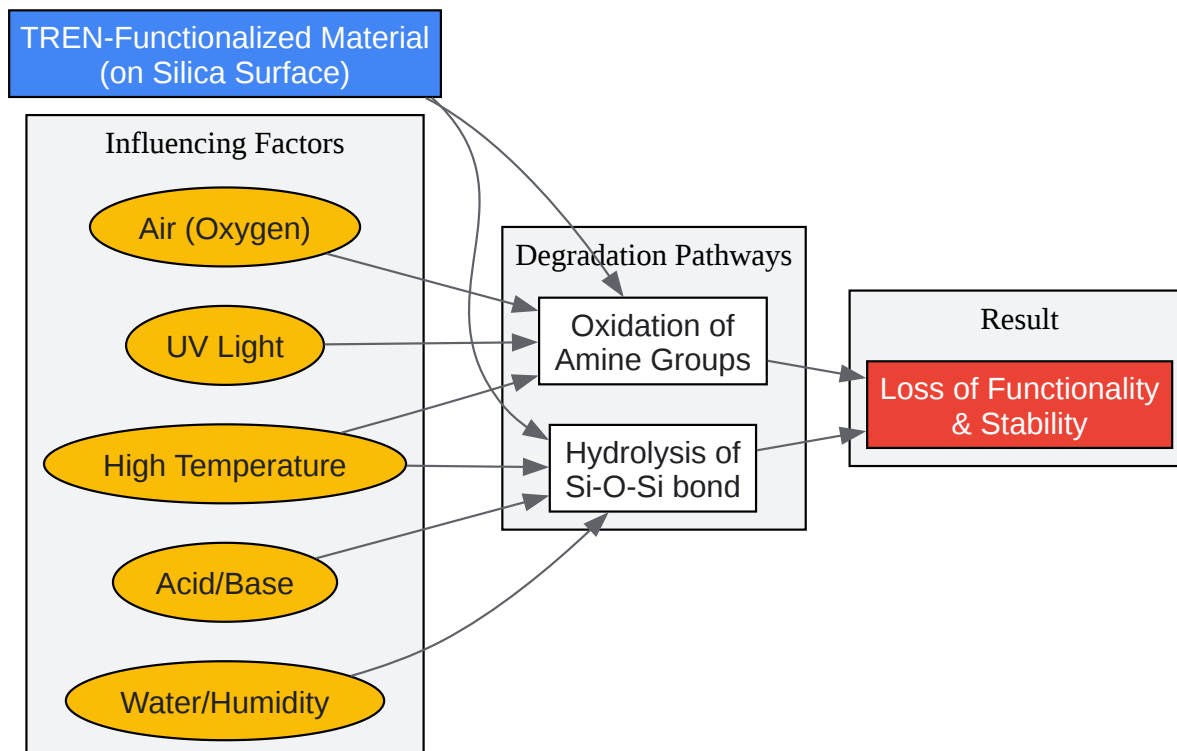 TREN-Functionalized Material
(on Silica Surface)
Influencing Factors
Air (Oxygen)
UV Light
High Temperature
Acid/Base
Water/Humidity
Degradation Pathways
Oxidation of
Amine Groups
Hydrolysis of
Si-O-Si bond
Result
Loss of Functionality
& Stability